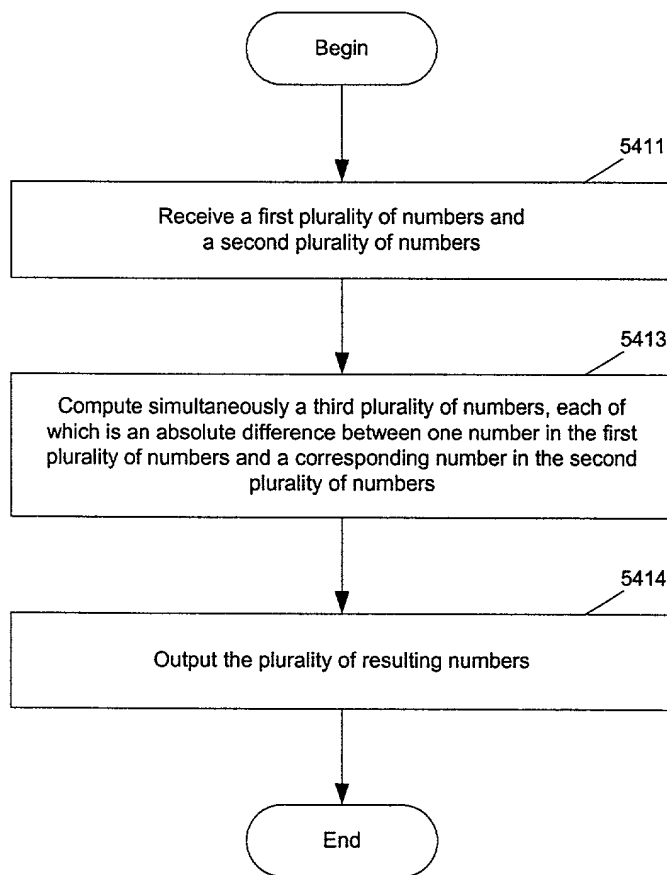 Begin
5411
Receive a first plurality of numbers and
a second plurality of numbers
5413
Compute simultaneously a third plurality of numbers, each of
which is an absolute difference between one number in the first
plurality of numbers and a corresponding number in the second
plurality of numbers
5414
Output the plurality of resulting numbers
End